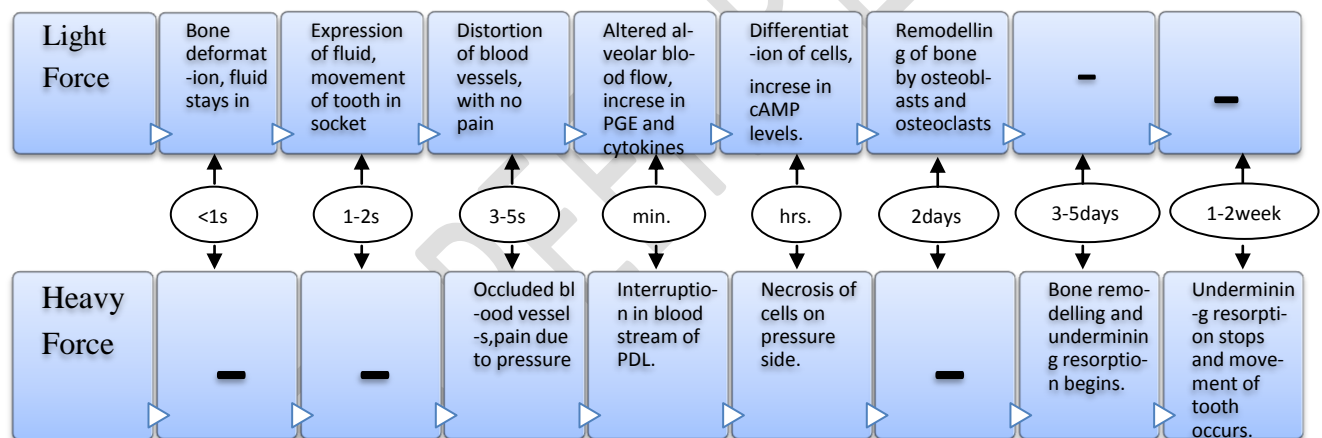 Light
Force
Bone
deformat
-ion, fluid
stays in
Expression
of fluid,
movement
of tooth in
socket
Distortion
of blood
vessels,
with no
pain
Altered al-
veolar blo-
od flow,
increse in
PGE and
cytokines
Differentiat
-ion of cells,
increse in
cAMP
levels.
Remodellin
g of bone
by osteobl-
asts and
osteoclasts
-
-
<1s
1-2s
3-5s
min.
hrs.
2days
3-5days
1-2week
Heavy
Force
-
-
Occluded bl
-ood vessel
-s,pain due
to pressure
Interruptio-
n in blood
stream of
PDL.
Necrosis of
cells on
pressure
side.
-
Bone remo-
delling and
underminin
g resorptio-
n begins.
Underminin
-g resorpti-
on stops
and move-
ment of
tooth
occurs.